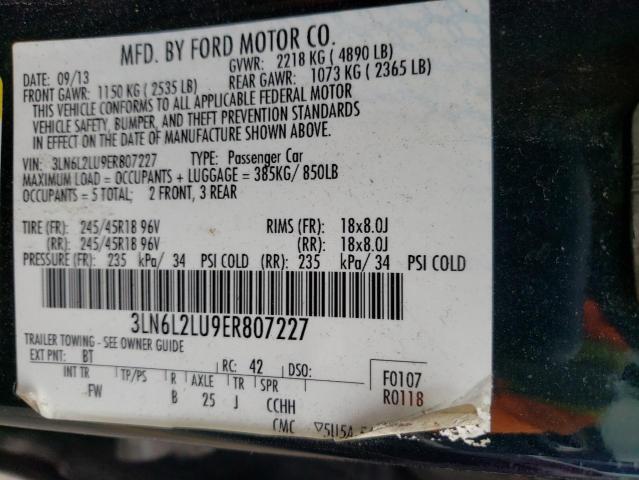 MFD. BY FORD MOTOR CO.
DATE: 09/13 GVWR: 2218 KG ( 4890 LB)
FRONT GAWR: 1150 KG ( 2535 LB) REAR GAWR: 1073 KG ( 2365 LB)
THIS VEHICLE CONFORMS TO ALL APPLICABLE FEDERAL MOTOR
VEHICLE SAFETY, BUMPER, AND THEFT PREVENTION STANDARDS
IN EFFECT ON THE DATE OF MANUFACTURE SHOWN ABOVE.
VIN: 3LN6L2LU9ER807227 TYPE: Passenger Car
MAXIMUM LOAD = OCCUPANTS + LUGGAGE = 385KG/ 850LB
OCCUPANTS = 5 TOTAL; 2 FRONT, 3 REAR
TIRE (FR): 245/45R18 96V RIMS (FR): 18x8.0J
(RR): 245/45R18 96V (RR): 18x8.0J
PRESSURE (FR): 235 kPa/ 34 PSI COLD (RR): 235 kPa/ 34 PSI COLD
3LN6L2LU9ER807227
TRAILER TOWING - SEE OWNER GUIDE
EXT PNT: BT RC: 42 DSO:
INT TR TP/PS R AXLE TR SPR F0107
FW B 25 J CCHH R0118
CMC ▽5U5A